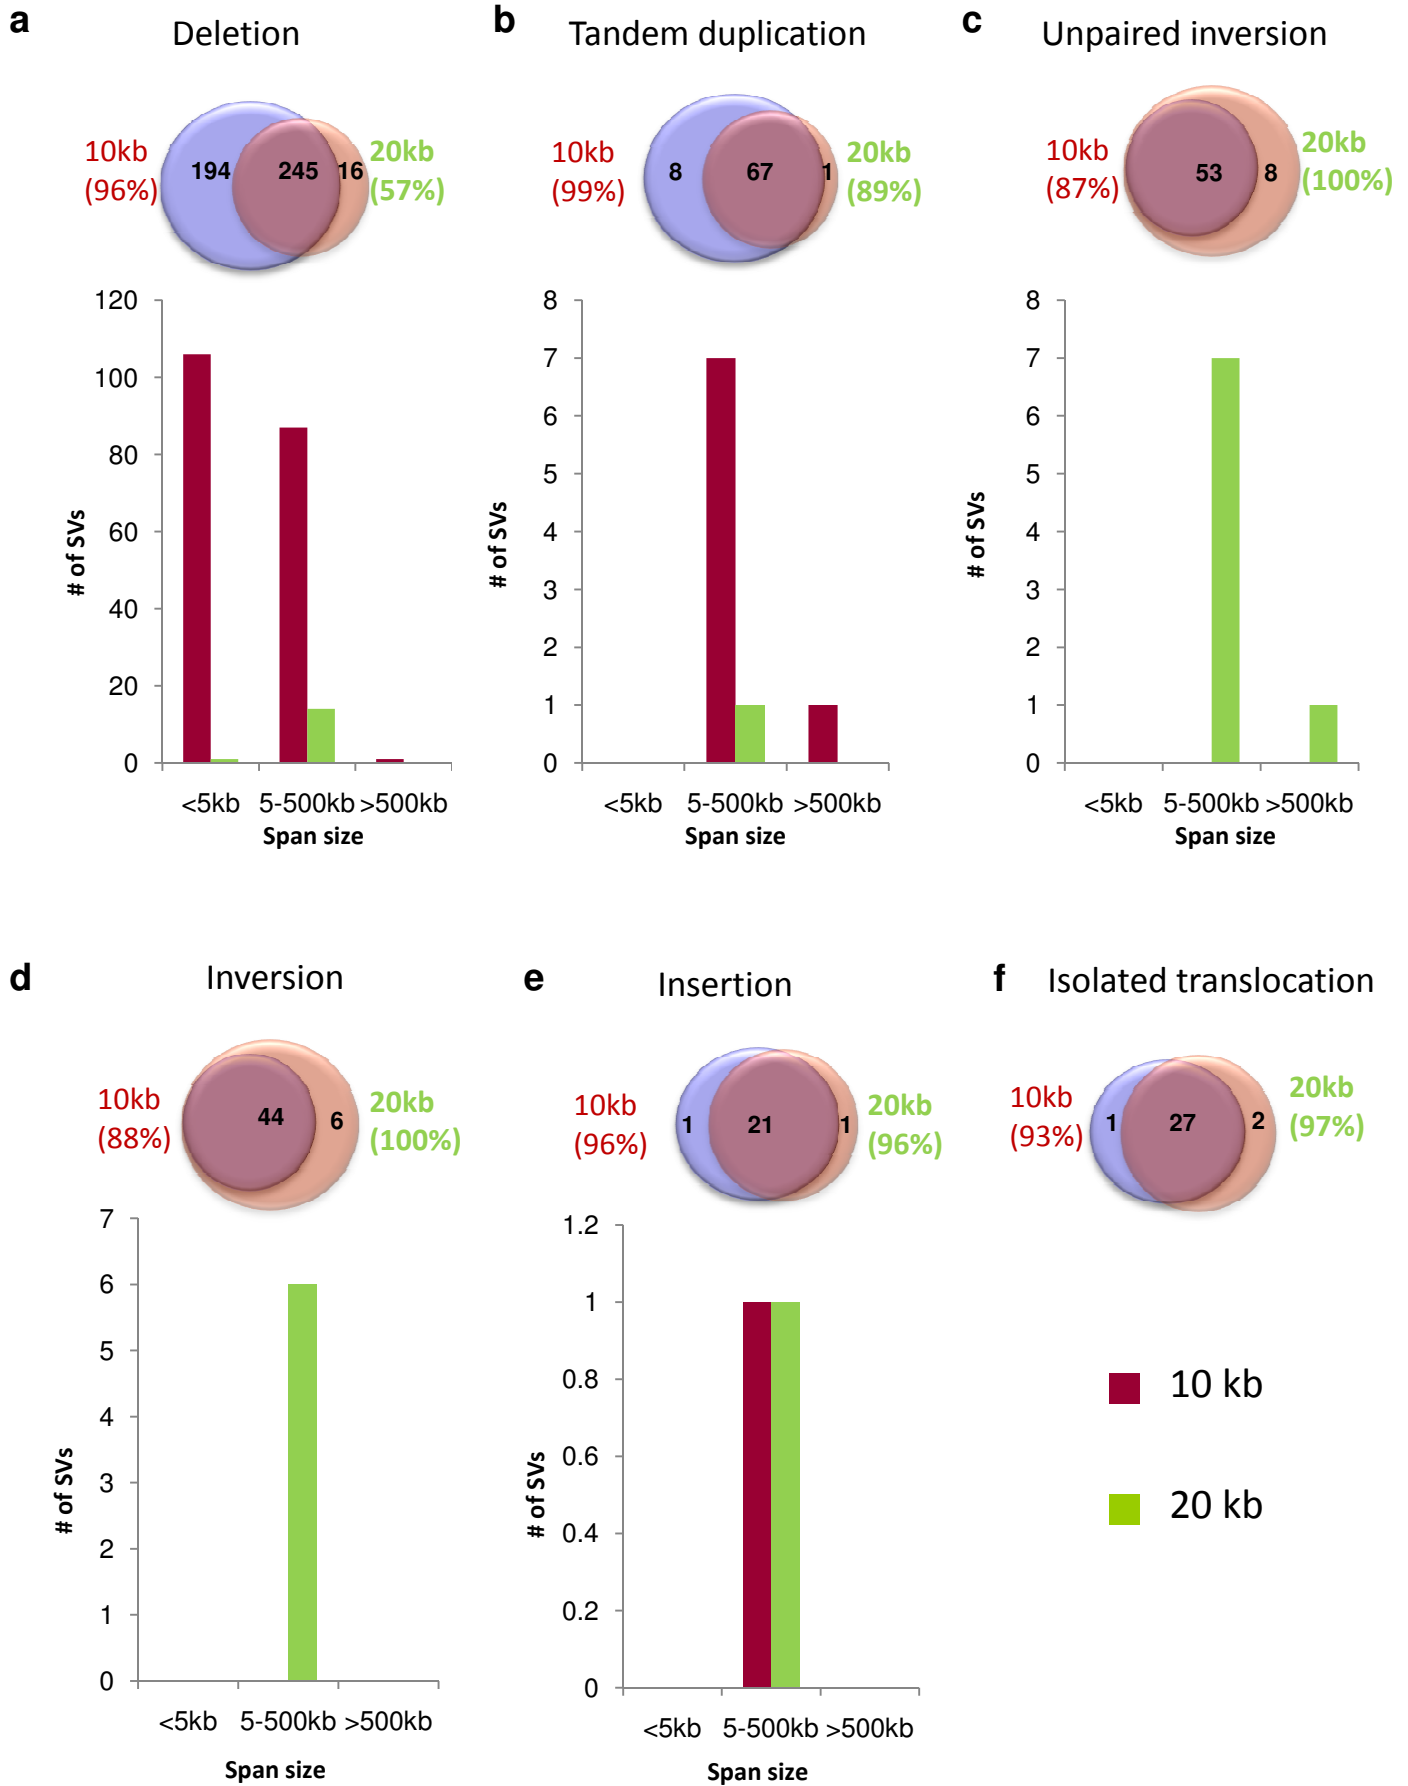 a
Deletion
10kb
(96%)
194
245
16
20kb
(57%)
120
100
80
60
40
20
0
# of SVs
<5kb 5-500kb >500kb
Span size
b
Tandem duplication
10kb
(99%)
8
67
1
20kb
(89%)
8
7
6
5
4
3
2
1
0
# of SVs
<5kb 5-500kb >500kb
Span size
c
Unpaired inversion
10kb
(87%)
53
8
20kb
(100%)
8
7
6
5
4
3
2
1
0
# of SVs
<5kb 5-500kb >500kb
Span size
d
Inversion
10kb
(88%)
44
6
20kb
(100%)
7
6
5
4
3
2
1
0
# of SVs
<5kb 5-500kb >500kb
Span size
e
Insertion
10kb
(96%)
1
21
1
20kb
(96%)
1.2
1
0.8
0.6
0.4
0.2
0
# of SVs
<5kb 5-500kb >500kb
Span size
f
Isolated translocation
10kb
(93%)
1
27
2
20kb
(97%)
10 kb
20 kb